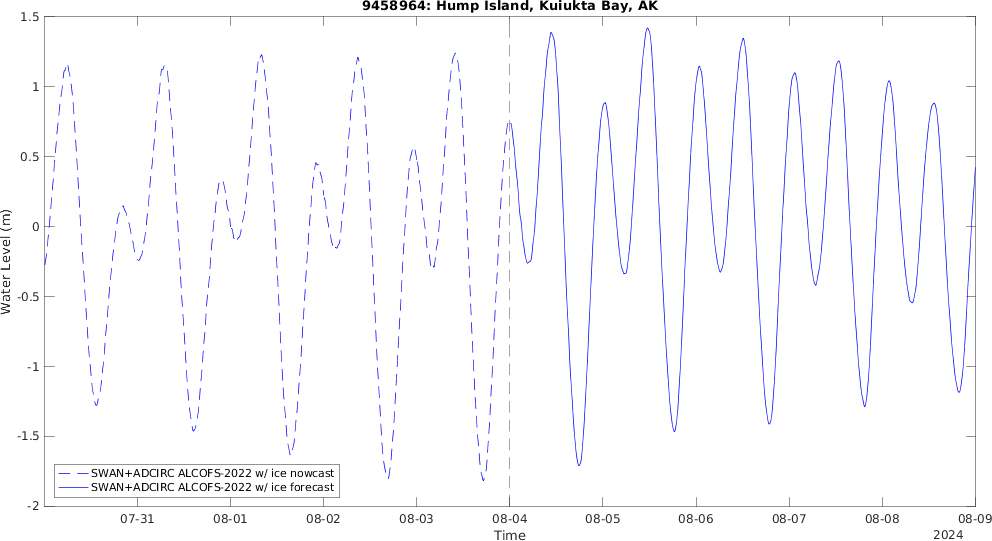 9458964: Hump Island, Kuiukta Bay, AK
1.5
1
0.5
0
-0.5
-1
-1.5
-2
Water Level (m)
SWAN+ADCIRC ALCOFS-2022 w/ ice nowcast
SWAN+ADCIRC ALCOFS-2022 w/ ice forecast
07-31 08-01 08-02 08-03 08-04 08-05 08-06 08-07 08-08 08-09
Time
2024